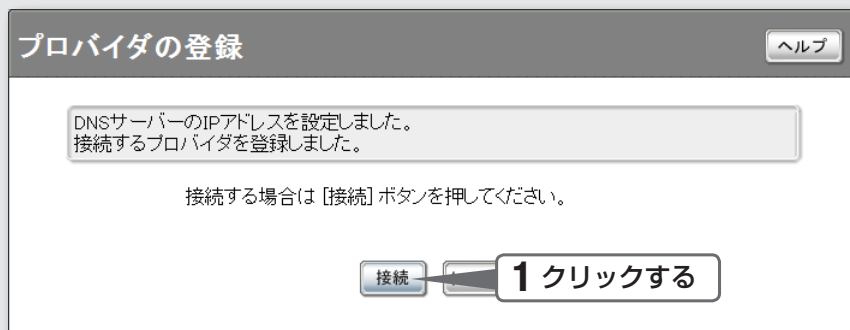 プロバイダの登録
ヘルプ
DNSサーバーのIPアドレスを設定しました。
接続するプロバイダを登録しました。
接続する場合は [接続] ボタンを押してください。
接続
1 クリックする